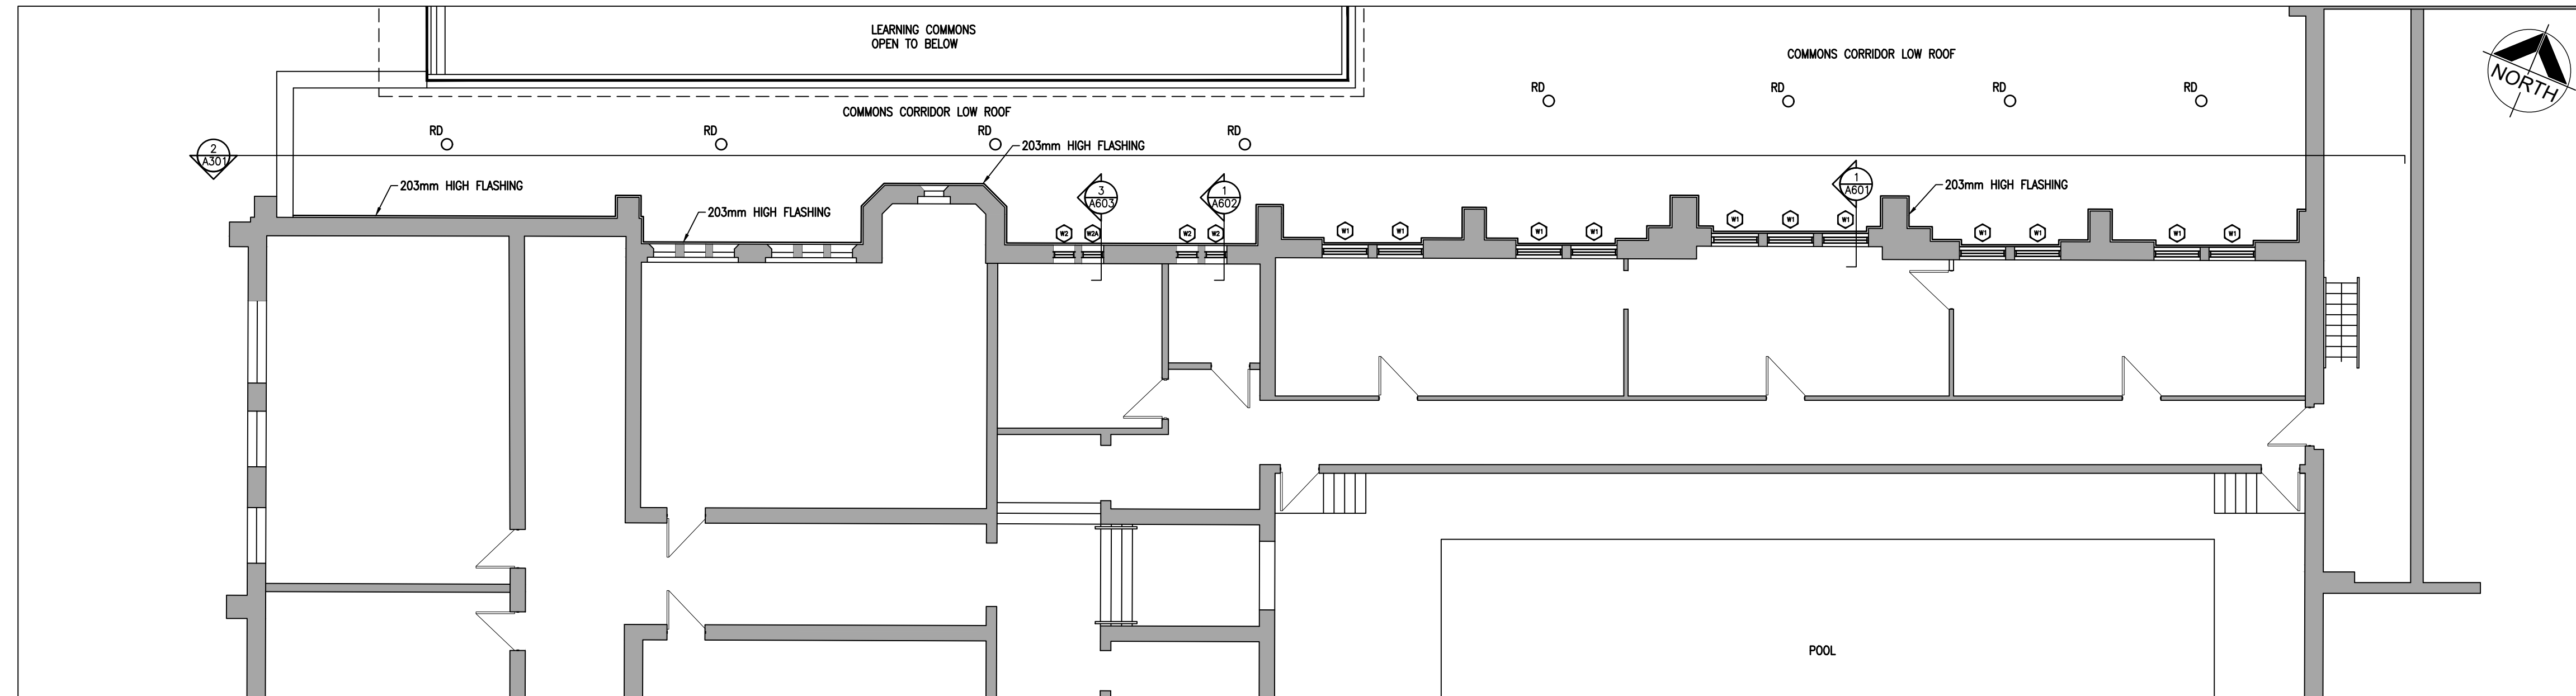 LEARNING COMMONS
OPEN TO BELOW
COMMONS CORRIDOR LOW ROOF
NORTH
RD
RD
RD
RD
COMMONS CORRIDOR LOW ROOF
RD
RD
RD
RD
203mm HIGH FLASHING
2
A301
203mm HIGH FLASHING
203mm HIGH FLASHING
3
A603
1
A602
1
A601
203mm HIGH FLASHING
W2
W2A
W2
W2
W1
W1
W1
W1
W1
W1
W1
W1
W1
W1
W1
POOL